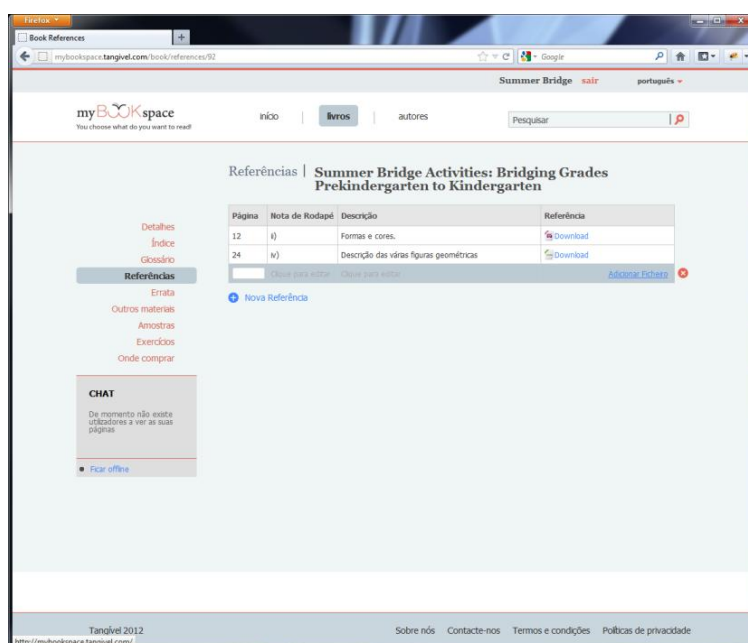 Firefox
Book References
mybookspace.tangivel.com/book/references/92
Google
Summer Bridge sair português
myBOOKspace
You choose what do you want to read!
início | livros | autores
Pesquisar
Referências | Summer Bridge Activities: Bridging Grades
Prekindergarten to Kindergarten
Página Nota de Rodapé Descrição Referência
12 ii) Formas e cores. Download
24 iv) Descrição das várias figuras geométricas Download
Clique para editar Clique para editar Adicionar Ficheiro
Nova Referência
Detalhes
Índice
Glossário
Referências
Errata
Outros materiais
Amostras
Exercícios
Onde comprar
CHAT
De momento não existe
utilizadores a ver as suas
páginas
Ficar offline
Tangível 2012 Sobre nós Contacte-nos Termos e condições Políticas de privacidade
http://mybookspace.tangivel.com/